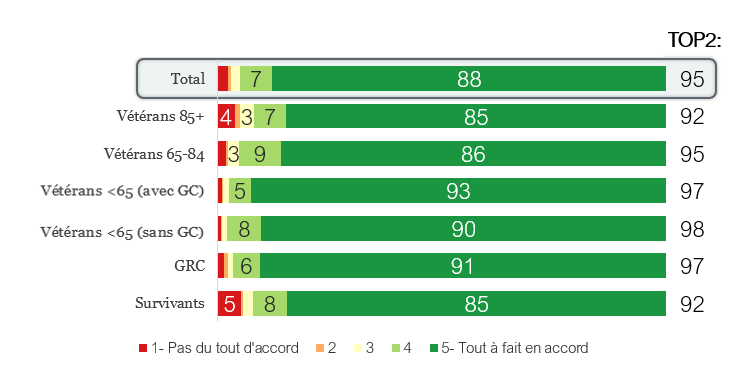 TOP2:
Total 7 88 95
Vétérans 85+ 4 3 7 85 92
Vétérans 65-84 3 9 86 95
Vétérans <65 (avec GC) 5 93 97
Vétérans <65 (sans GC) 8 90 98
GRC 6 91 97
Survivants 5 8 85 92
1- Pas du tout d'accord 2 3 4 5- Tout à fait en accord